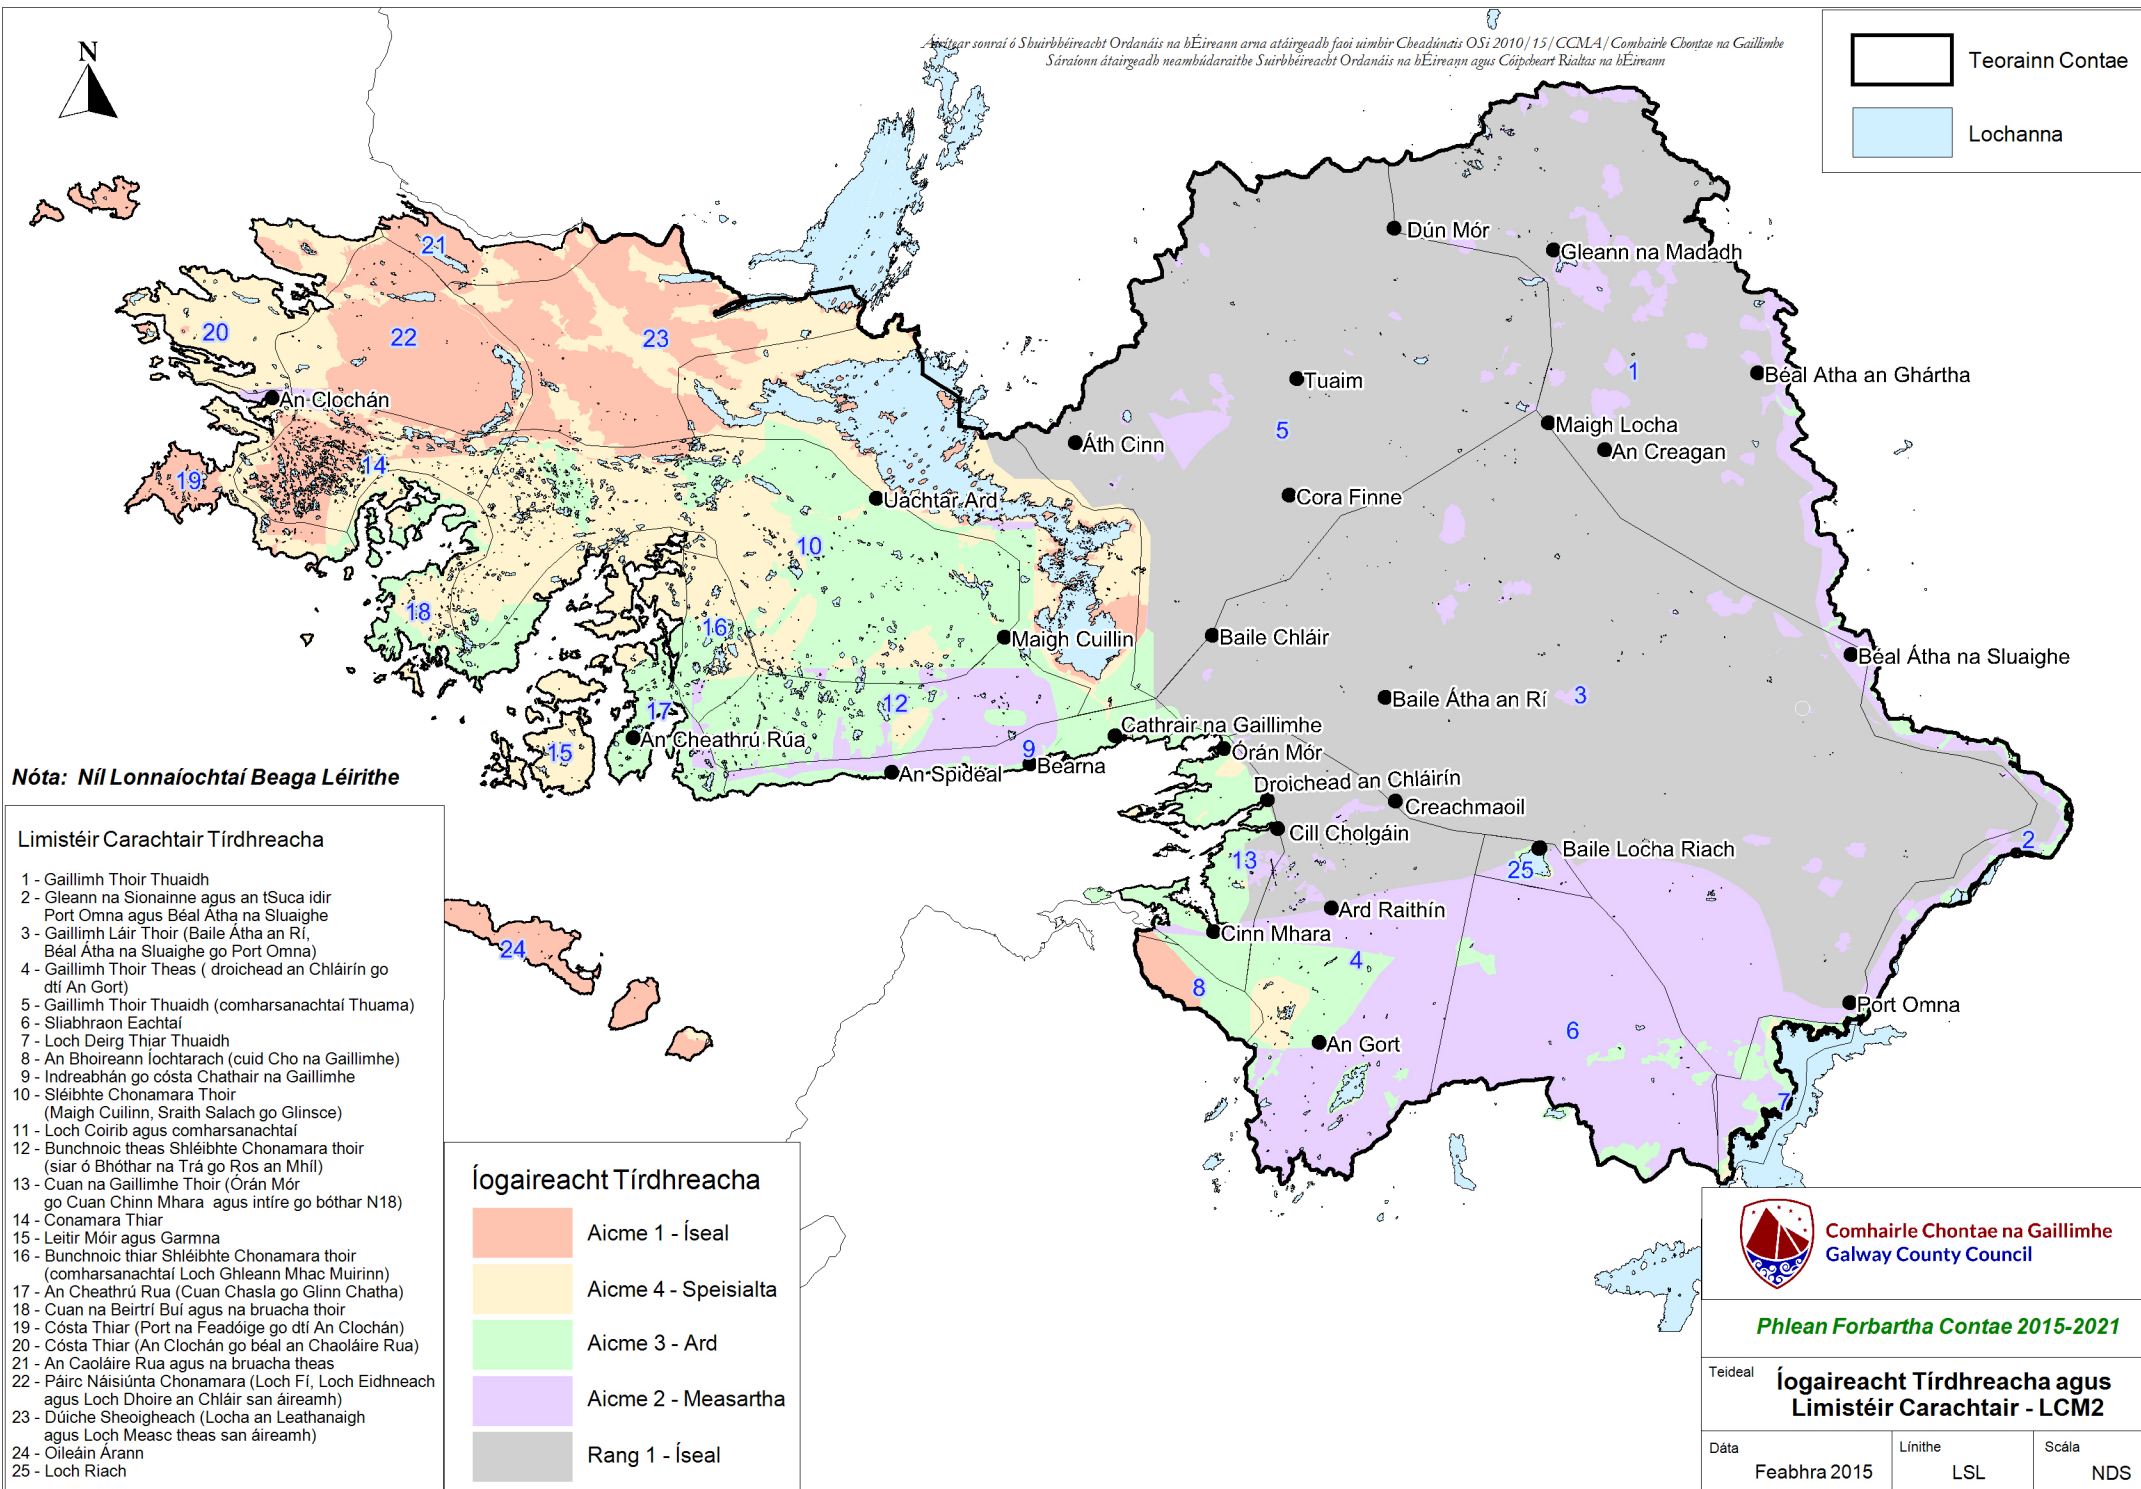 N
Áirítear sonraí ó Shuirbhéireacht Ordanáis na hÉireann arna atáirgeadh faoi uimhir Cheadúnais OSi 2010/15/CCMA/Comhairle Chontae na Gaillimhe
Sáraíonn átairgeadh neamhúdaraithe Suirbhéireacht Ordanáis na hÉireann agus Cóipcheart Rialtas na hÉireann
Teorainn Contae
Lochanna
21
20
22
23
An Clochán
19
14
Uachtar Ard
10
18
16
Maigh Cuillin
17
12
An Cheathrú Rúa
15
9
An Spidéal
Bearna
Cathrair na Gaillimhe
Dún Mór
Gleann na Madadh
Tuaim
1
Béal Atha an Ghártha
5
Áth Cinn
Maigh Locha
An Creagan
Cora Finne
Baile Chláir
Béal Átha na Sluaighe
Baile Átha an Rí
3
Órán Mór
Droichead an Chláirín
Creachmaoil
Cill Cholgáin
Baile Locha Riach
2
13
25
Ard Raithín
Cinn Mhara
4
8
Port Omna
6
An Gort
7
24
Nóta: Níl Lonnaíochtaí Beaga Léirithe
Limistéir Carachtair Tírdhreacha
1 - Gaillimh Thoir Thuaidh
2 - Gleann na Sionainne agus an tSuca idir
Port Omna agus Béal Átha na Sluaighe
3 - Gaillimh Láir Thoir (Baile Átha an Rí,
Béal Átha na Sluaighe go Port Omna)
4 - Gaillimh Thoir Theas ( droichead an Chláirín go
dtí An Gort)
5 - Gaillimh Thoir Thuaidh (comharsanachtaí Thuama)
6 - Sliabhraon Eachtaí
7 - Loch Deirg Thiar Thuaidh
8 - An Bhoireann Íochtarach (cuid Cho na Gaillimhe)
9 - Indreabhán go cósta Chathair na Gaillimhe
10 - Sléibhte Chonamara Thoir
(Maigh Cuilinn, Sraith Salach go Glinsce)
11 - Loch Coirib agus comharsanachtaí
12 - Bunchnoic theas Shléibhte Chonamara thoir
(siar ó Bhóthar na Trá go Ros an Mhíl)
13 - Cuan na Gaillimhe Thoir (Órán Mór
go Cuan Chinn Mhara agus intíre go bóthar N18)
14 - Conamara Thiar
15 - Leitir Móir agus Garmna
16 - Bunchnoic thiar Shléibhte Chonamara thoir
(comharsanachtaí Loch Ghleann Mhac Muirinn)
17 - An Cheathrú Rua (Cuan Chasla go Glinn Chatha)
18 - Cuan na Beirtrí Buí agus na bruacha thoir
19 - Cósta Thiar (Port na Feadóige go dtí An Clochán)
20 - Cósta Thiar (An Clochán go béal an Chaoláire Rua)
21 - An Caoláire Rua agus na bruacha theas
22 - Páirc Náisiúnta Chonamara (Loch Fí, Loch Eidhneach
agus Loch Dhoire an Chláir san áireamh)
23 - Dúiche Sheoigheach (Locha an Leathanaigh
agus Loch Measc theas san áireamh)
24 - Oileáin Árann
25 - Loch Riach
Íogaireacht Tírdhreacha
Aicme 1 - Íseal
Aicme 4 - Speisialta
Aicme 3 - Ard
Aicme 2 - Measartha
Rang 1 - Íseal
Comhairle Chontae na Gaillimhe
Galway County Council
Phlean Forbartha Contae 2015-2021
Teideal
Íogaireacht Tírdhreacha agus
Limistéir Carachtair - LCM2
Dáta
Feabhra 2015
Línithe
LSL
Scála
NDS